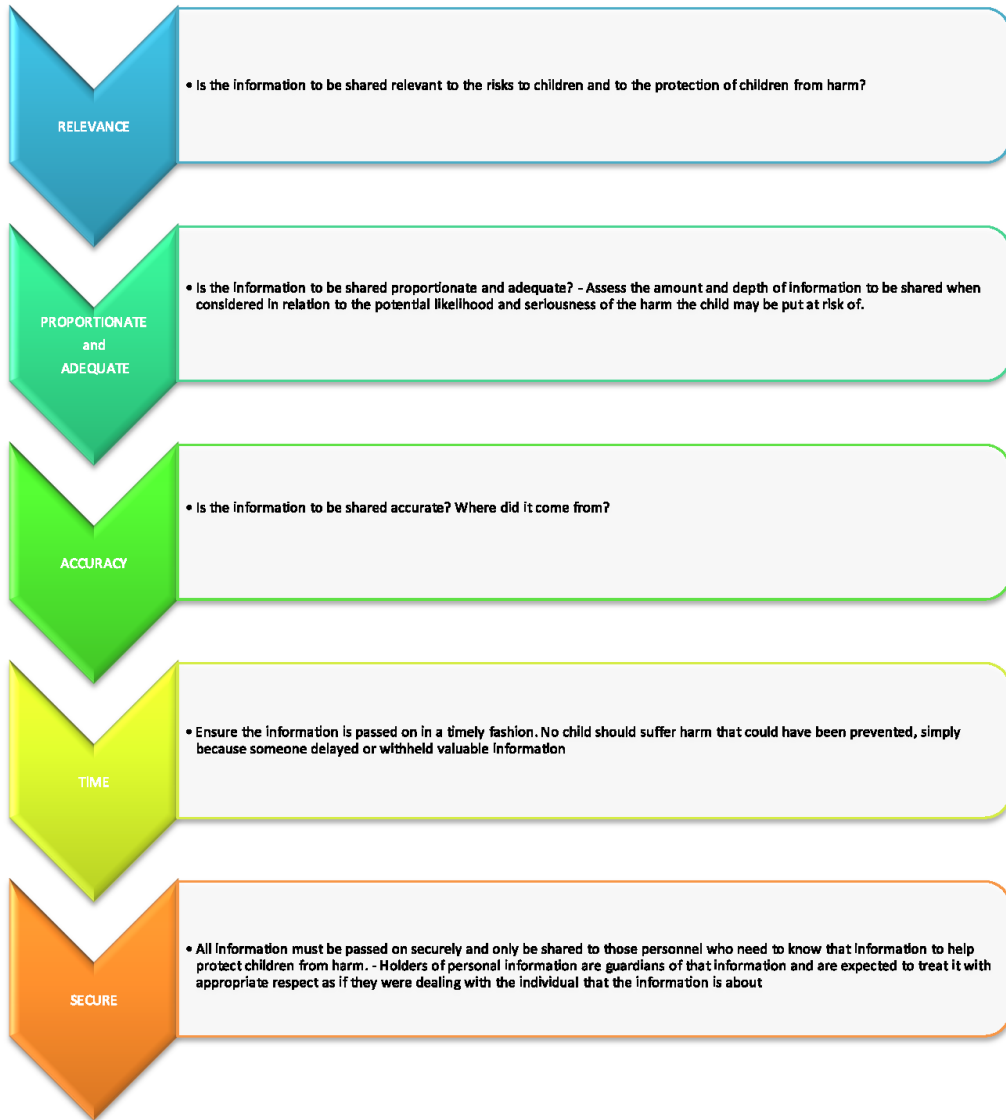 RELEVANCE
• Is the information to be shared relevant to the risks to children and to the protection of children from harm?
PROPORTIONATE
and
ADEQUATE
• Is the information to be shared proportionate and adequate? - Assess the amount and depth of information to be shared when
considered in relation to the potential likelihood and seriousness of the harm the child may be put at risk of.
ACCURACY
• Is the information to be shared accurate? Where did it come from?
TIME
• Ensure the information is passed on in a timely fashion. No child should suffer harm that could have been prevented, simply
because someone delayed or withheld valuable information
SECURE
• All information must be passed on securely and only be shared to those personnel who need to know that information to help
protect children from harm. - Holders of personal information are guardians of that information and are expected to treat it with
appropriate respect as if they were dealing with the individual that the information is about